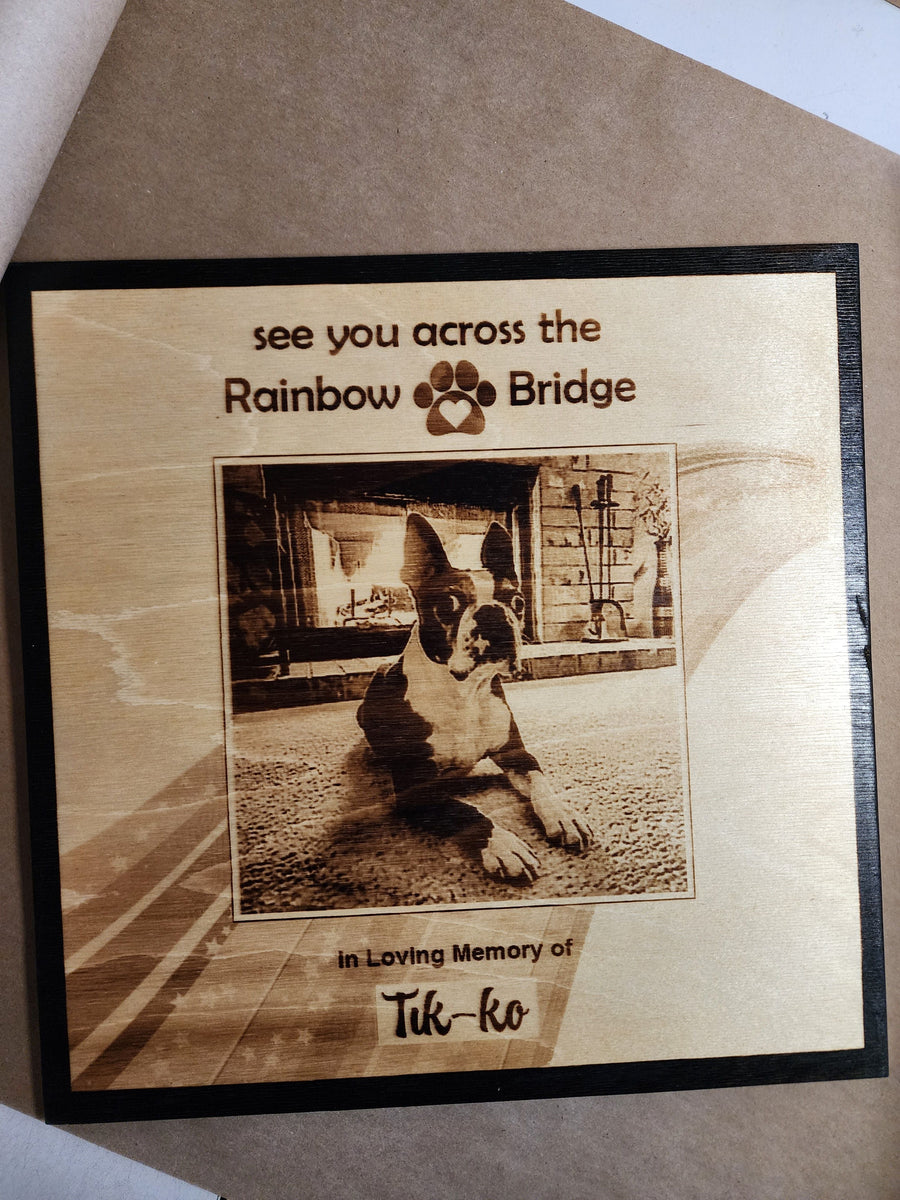 see you across the
Rainbow Bridge
in Loving Memory of
Tik-ko